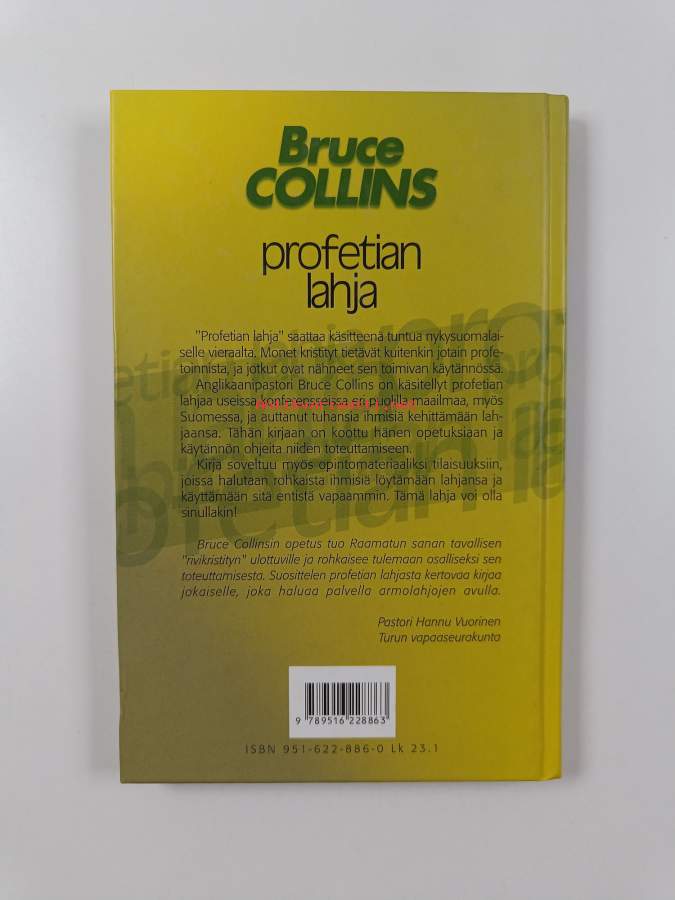 Bruce
COLLINS
profetian
lahja
"Profetian lahja" saattaa käsitteenä tuntua nykysuomalai-
selle vieraalta. Monet kristityt tietävät kuitenkin jotain profe-
toinnista, ja jotkut ovat nähneet sen toimivan käytännössä.
Anglikaanipastori Bruce Collins on käsitellyt profetian
lahjaa useissa konferensseissa eri puolilla maailmaa, myös
Suomessa, ja auttanut tuhansia ihmisiä kehittämään lah-
jaansa. Tähän kirjaan on koottu hänen opetuksiaan ja
käytännön ohjeita niiden toteuttamiseen.
Kirja soveltuu myös opintomateriaaliksi tilaisuuksiin,
joissa halutaan rohkaista ihmisiä löytämään lahjansa ja
käyttämään sitä entistä vapaammin. Tämä lahja voi olla
sinullakin!
Bruce Collinsin opetus tuo Raamatun sanan tavallisen
"rivikristityn" ulottuville ja rohkaisee tulemaan osalliseksi sen
toteuttamisesta. Suosittelen profetian lahjasta kertovaa kirjaa
jokaiselle, joka haluaa palvella armolahjojen avulla.
Pastori Hannu Vuorinen
Turun vapaaseurakunta
9 789516 228863
ISBN 951-622-886-0 Lk 23.1